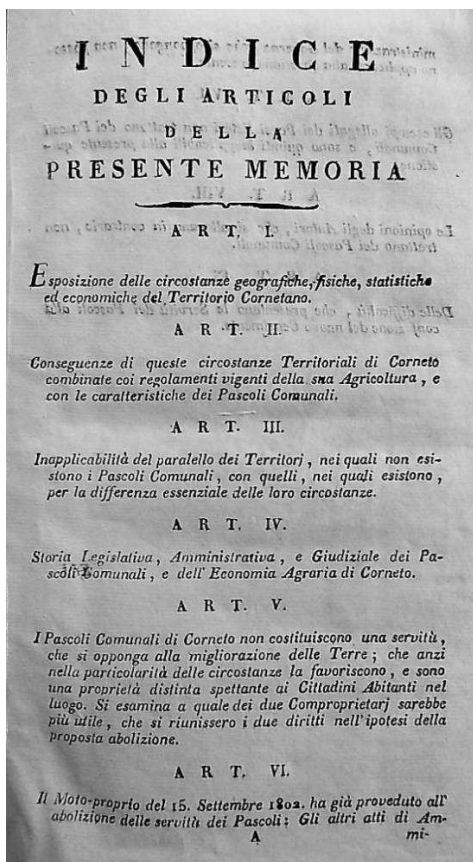 INDICE
DEGLI ARTICOLI
DELLA
PRESENTE MEMORIA
ART. I.
Esposizione delle circostanze geografiche, fisiche, statistiche
ed economiche del Territorio Cornetano.
ART. II.
Conseguenze di queste circostanze Territoriali di Corneto
combinate coi regolamenti vigenti della sua Agricoltura, e
con le caratteristiche dei Pascoli Comunali.
ART. III.
Inapplicabilità del paralello dei Territorj, nei quali non esi-
stono i Pascoli Comunali, con quelli, nei quali esistono,
per la differenza essenziale delle loro circostanze.
ART. IV.
Storia Legislativa, Amministrativa, e Giudiziale dei Pa-
scoli Comunali, e dell' Economia Agraria di Corneto.
ART. V.
I Pascoli Comunali di Corneto non costituiscono una servitù,
che si opponga alla migliorazione delle Terre; che anzi
nella particolarità delle circostanze la favoriscono, e sono
una proprietà distinta spettante ai Cittadini Abitanti nel
luogo. Si esamina a quale dei due Comproprietarj sarebbe
più utile, che si riunissero i due diritti nell'ipotesi della
proposta abolizione.
ART. VI.
Il Moto-proprio del 15. Settembre 1802. ha già proveduto all'
abolizione delle servitù dei Pascoli: Gli altri atti di Am-
A mi-